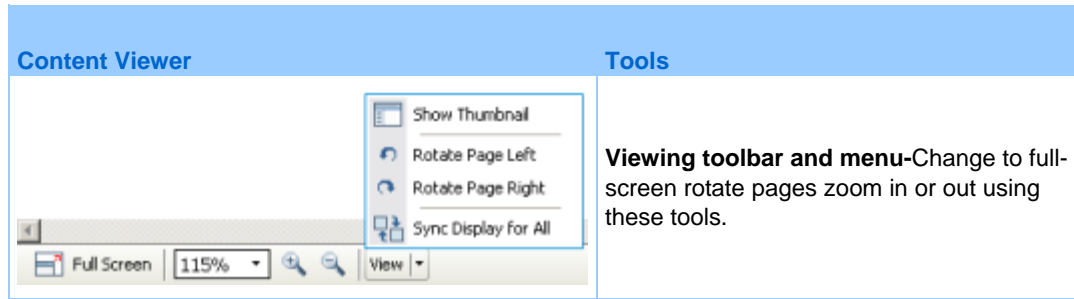 Content Viewer
Tools
Show Thumbnail
Rotate Page Left
Rotate Page Right
Sync Display for All
Full Screen
115%
View
Viewing toolbar and menu-Change to full-
screen rotate pages zoom in or out using
these tools.